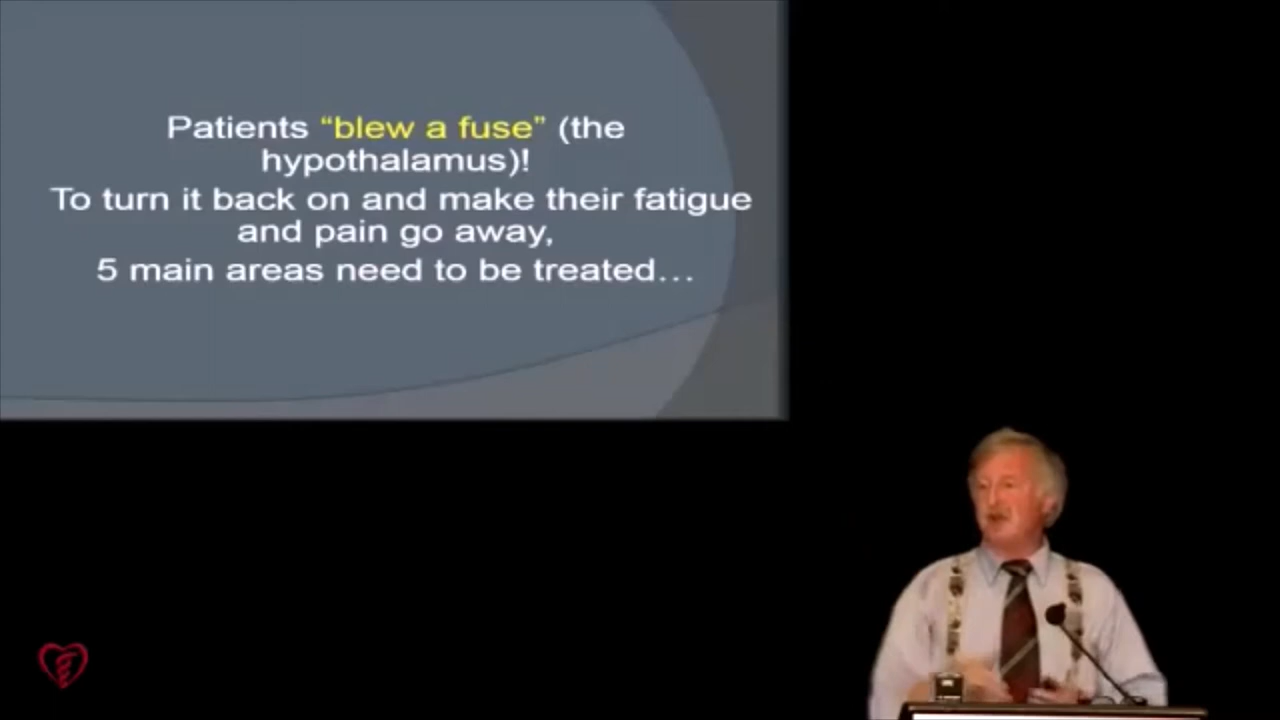 Patients “blew a fuse” (the
hypothalamus)!
To turn it back on and make their fatigue
and pain go away,
5 main areas need to be treated…